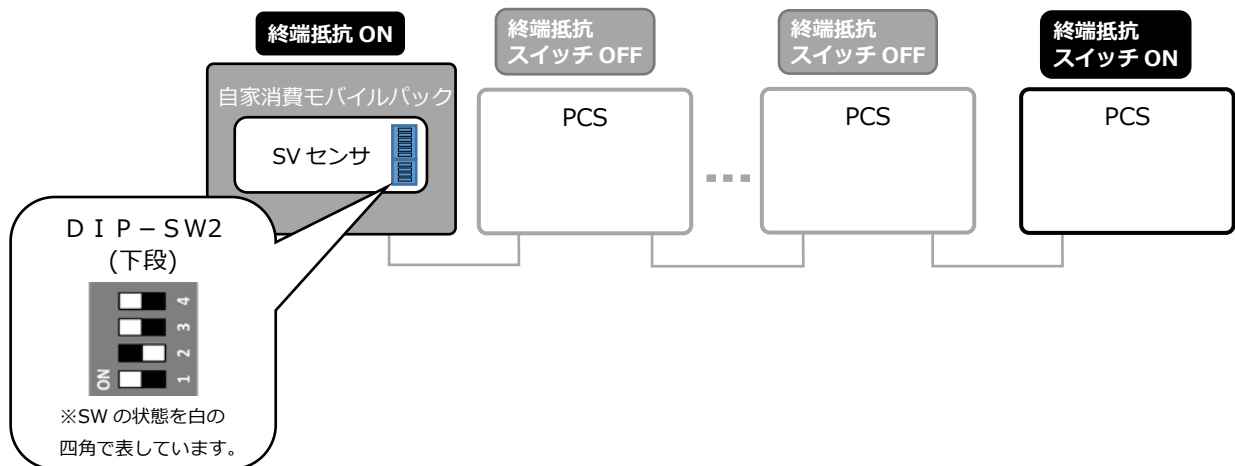 終端抵抗 ON
終端抵抗
スイッチ OFF
終端抵抗
スイッチ OFF
終端抵抗
スイッチ ON
自家消費モバイルパック
SV センサ
PCS
PCS
PCS
ＤＩＰ－SW2
(下段)
4
3
2
1
ON
※SW の状態を白の
四角で表しています。